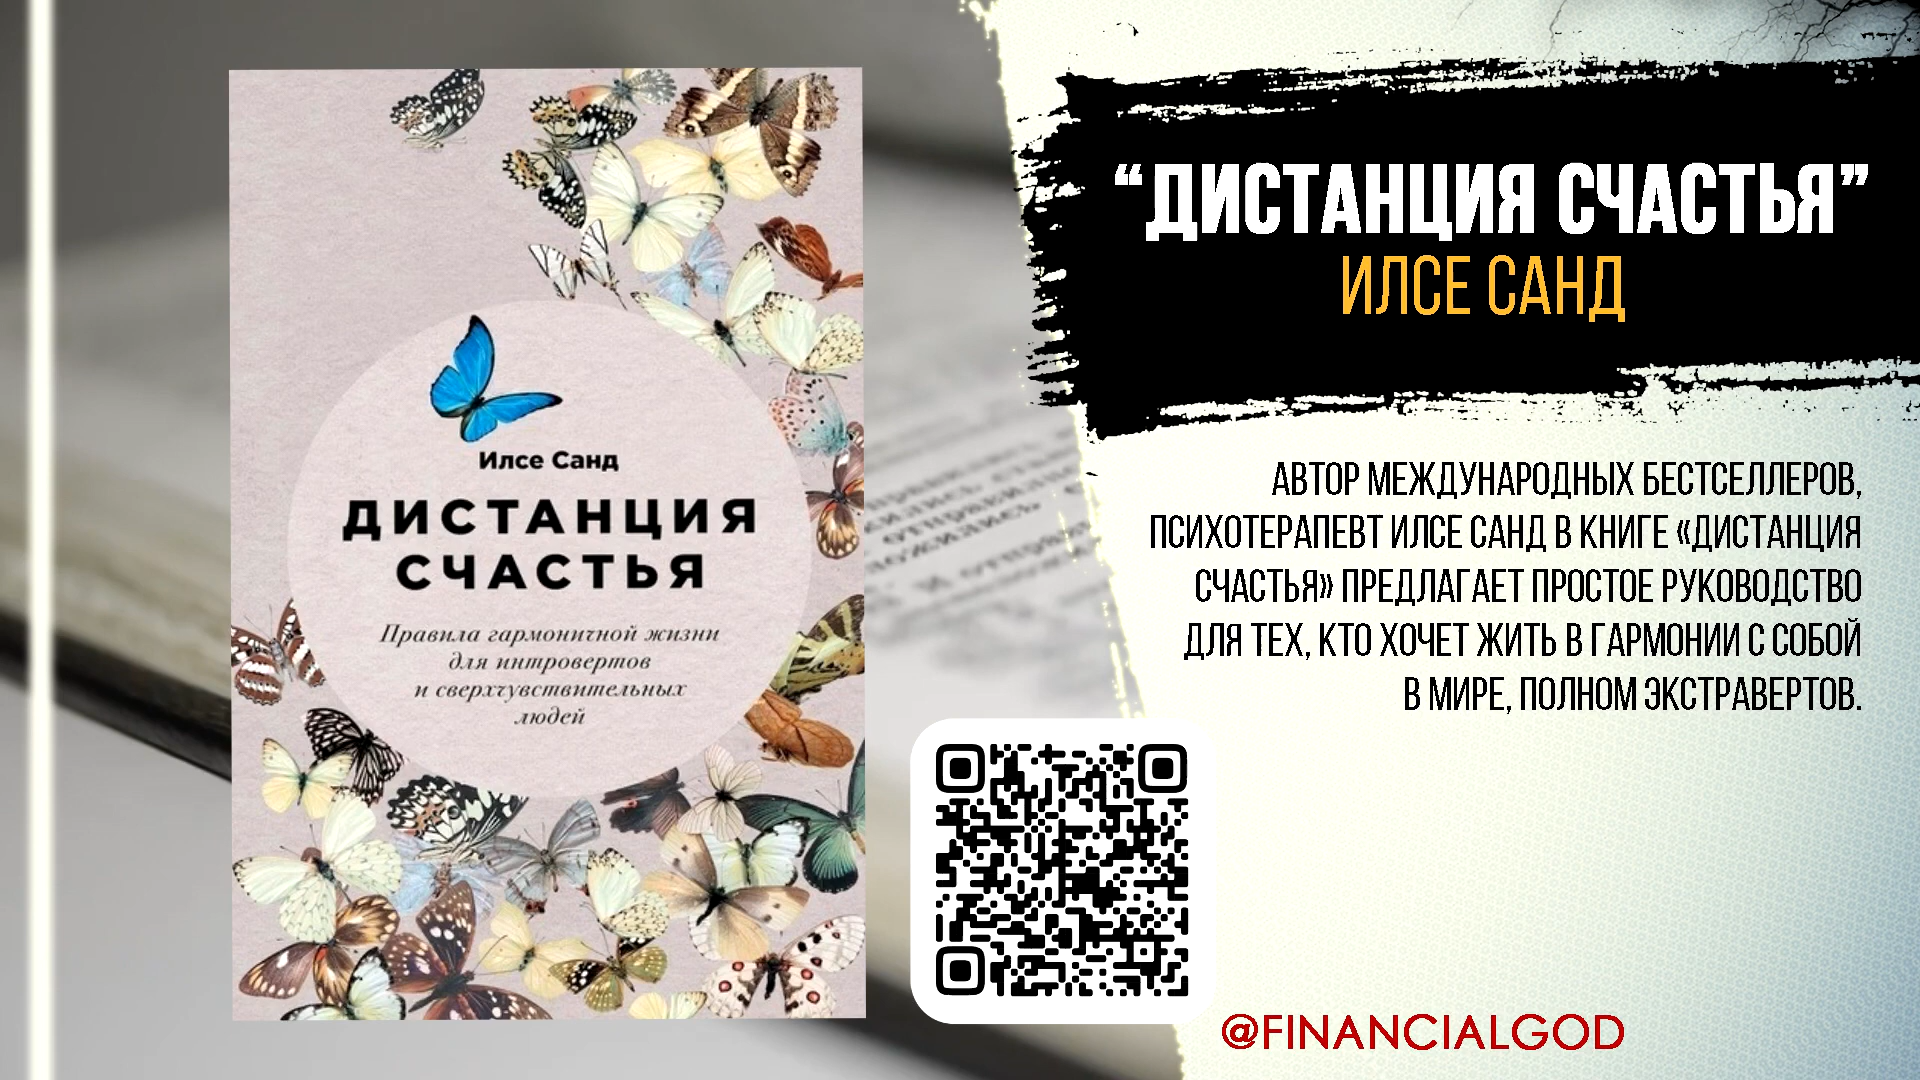 Илсе Санд
ДИСТАНЦИЯ
СЧАСТЬЯ
Правила гармоничной жизни
для интровертов
и сверхчувствительных
людей
“ДИСТАНЦИЯ СЧАСТЬЯ”
ИЛСЕ САНД
АВТОР МЕЖДУНАРОДНЫХ БЕСТСЕЛЛЕРОВ,
ПСИХОТЕРАПЕВТ ИЛСЕ САНД В КНИГЕ «ДИСТАНЦИЯ
СЧАСТЬЯ» ПРЕДЛАГАЕТ ПРОСТОЕ РУКОВОДСТВО
ДЛЯ ТЕХ, КТО ХОЧЕТ ЖИТЬ В ГАРМОНИИ С СОБОЙ
В МИРЕ, ПОЛНОМ ЭКСТРАВЕРТОВ.
@FINANCIALGOD